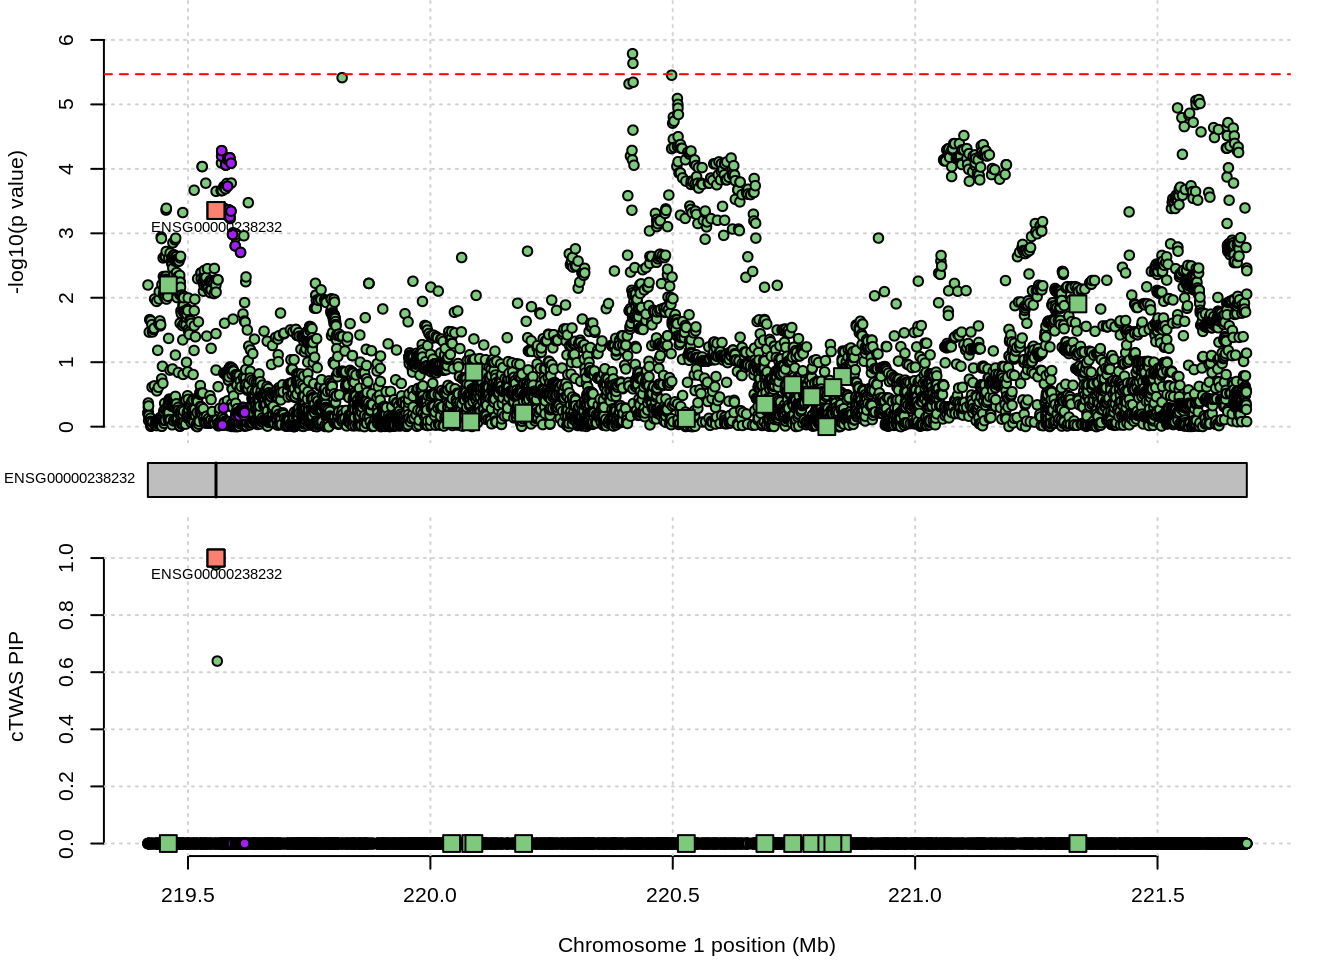 6
5
4
3
2
1
0
-log10(p value)
ENSG00000238232
ENSG00000238232
1.0
0.8
0.6
0.4
0.2
0.0
cTWAS PIP
ENSG00000238232
219.5 220.0 220.5 221.0 221.5
Chromosome 1 position (Mb)